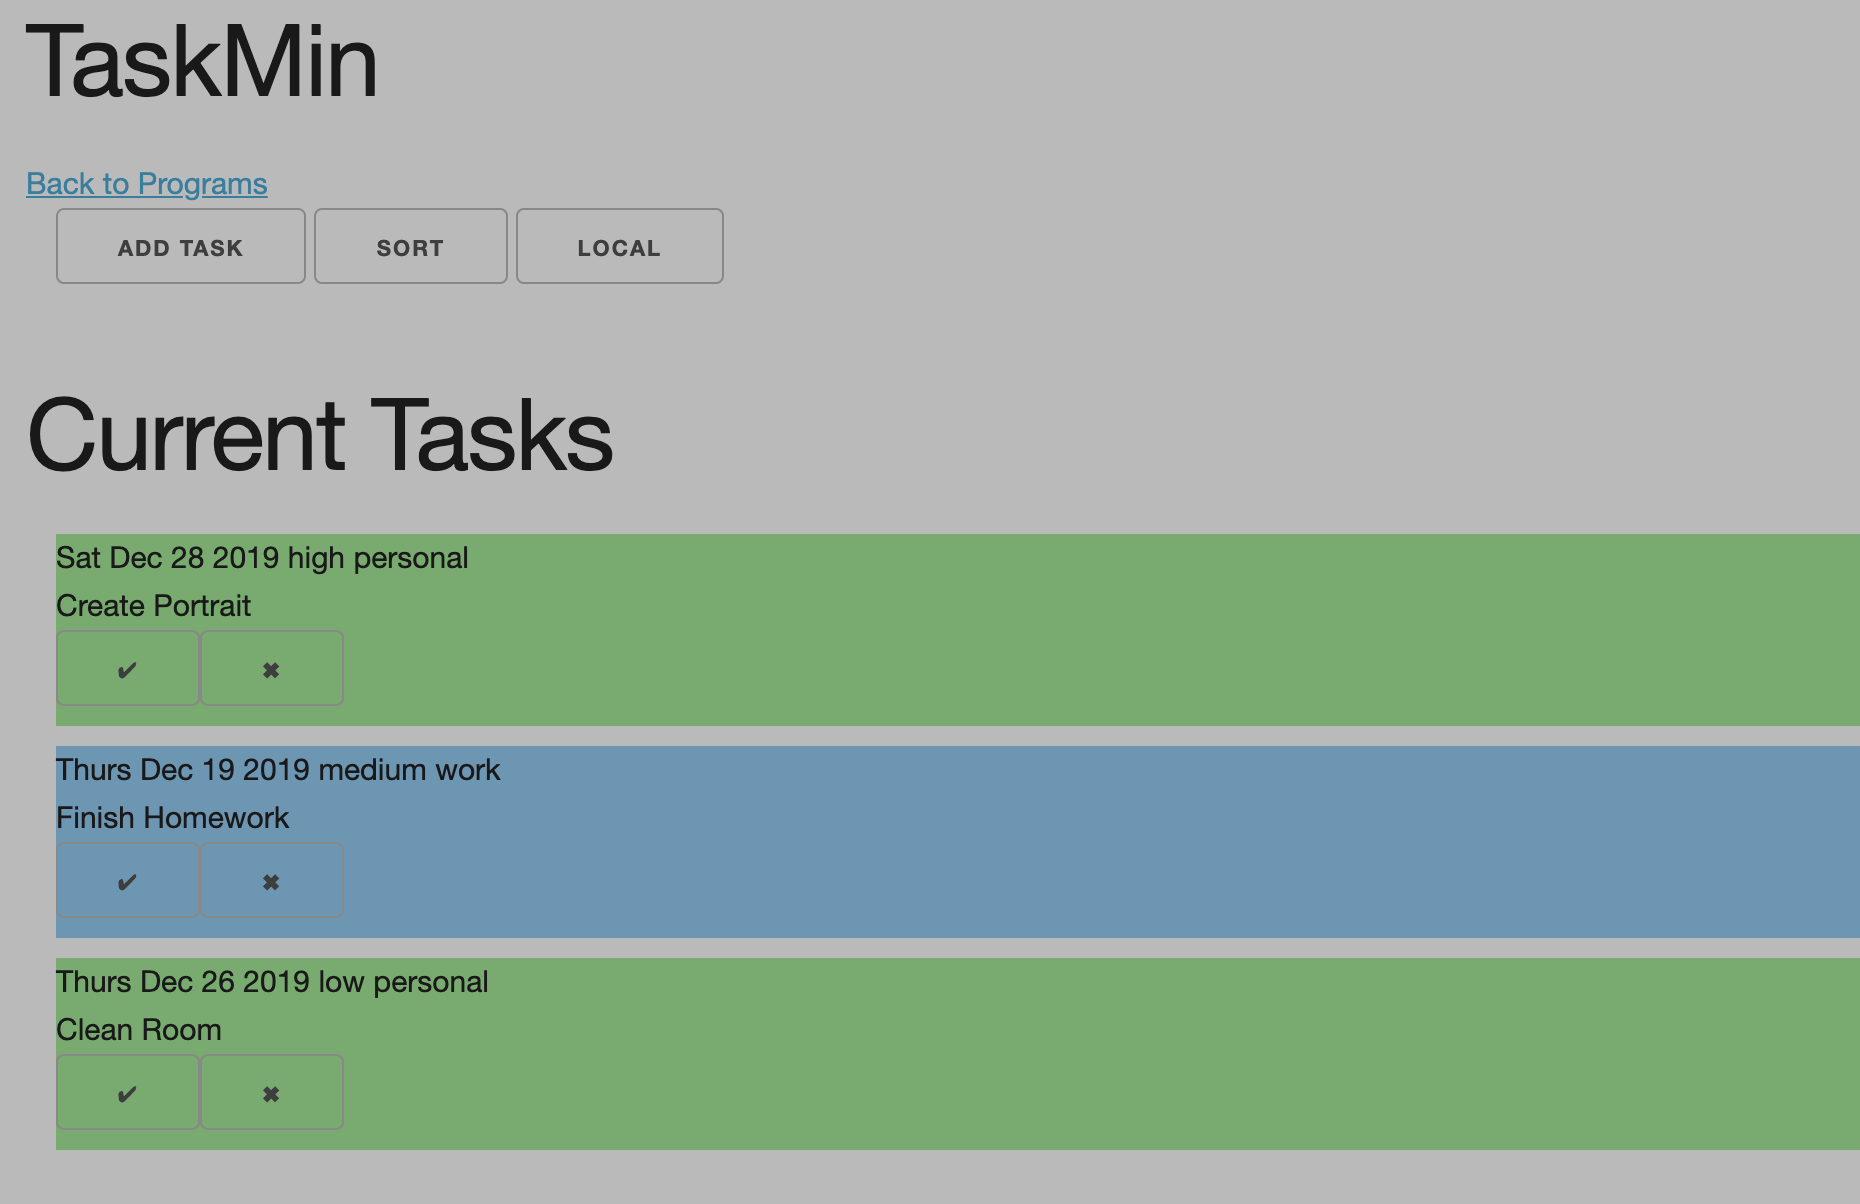 TaskMin
Back to Programs
ADD TASK SORT LOCAL
Current Tasks
Sat Dec 28 2019 high personal
Create Portrait
✔ ✖
Thurs Dec 19 2019 medium work
Finish Homework
✔ ✖
Thurs Dec 26 2019 low personal
Clean Room
✔ ✖